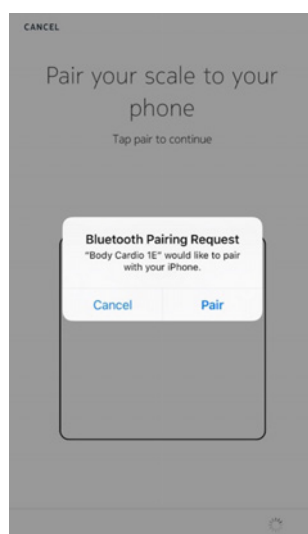 CANCEL
Pair your scale to your
phone
Tap pair to continue
Bluetooth Pairing Request
"Body Cardio 1E" would like to pair
with your iPhone.
Cancel Pair